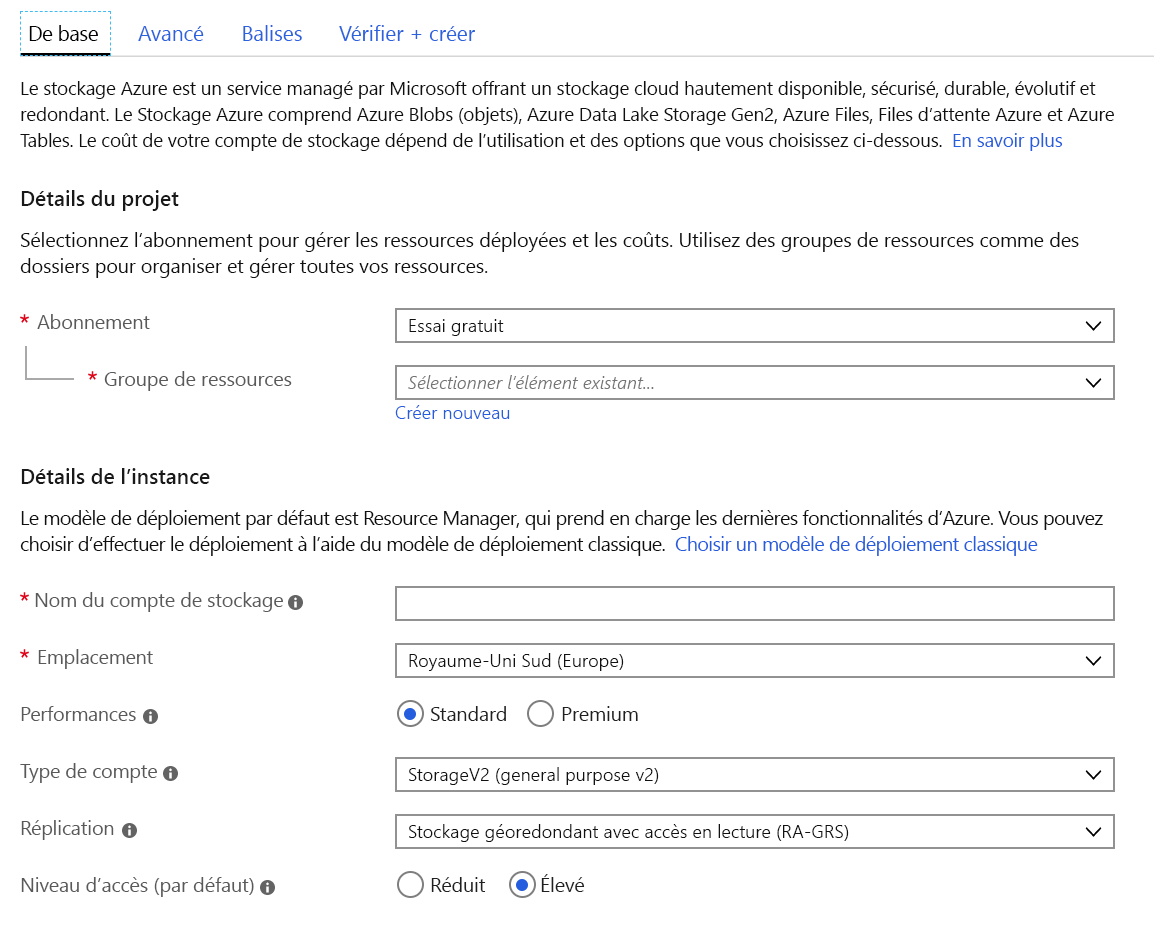 De base Avancé Balises Vérifier + créer
Le stockage Azure est un service managé par Microsoft offrant un stockage cloud hautement disponible, sécurisé, durable, évolutif et
redondant. Le Stockage Azure comprend Azure Blobs (objets), Azure Data Lake Storage Gen2, Azure Files, Files d’attente Azure et Azure
Tables. Le coût de votre compte de stockage dépend de l’utilisation et des options que vous choisissez ci-dessous. En savoir plus
Détails du projet
Sélectionnez l’abonnement pour gérer les ressources déployées et les coûts. Utilisez des groupes de ressources comme des
dossiers pour organiser et gérer toutes vos ressources.
* Abonnement Essai gratuit
* Groupe de ressources Sélectionner l’élément existant...
Créer nouveau
Détails de l’instance
Le modèle de déploiement par défaut est Resource Manager, qui prend en charge les dernières fonctionnalités d’Azure. Vous pouvez
choisir d’effectuer le déploiement à l’aide du modèle de déploiement classique. Choisir un modèle de déploiement classique
* Nom du compte de stockage
* Emplacement Royaume-Uni Sud (Europe)
Performances Standard Premium
Type de compte StorageV2 (general purpose v2)
Réplication Stockage géoredondant avec accès en lecture (RA-GRS)
Niveau d’accès (par défaut) Réduit Élevé